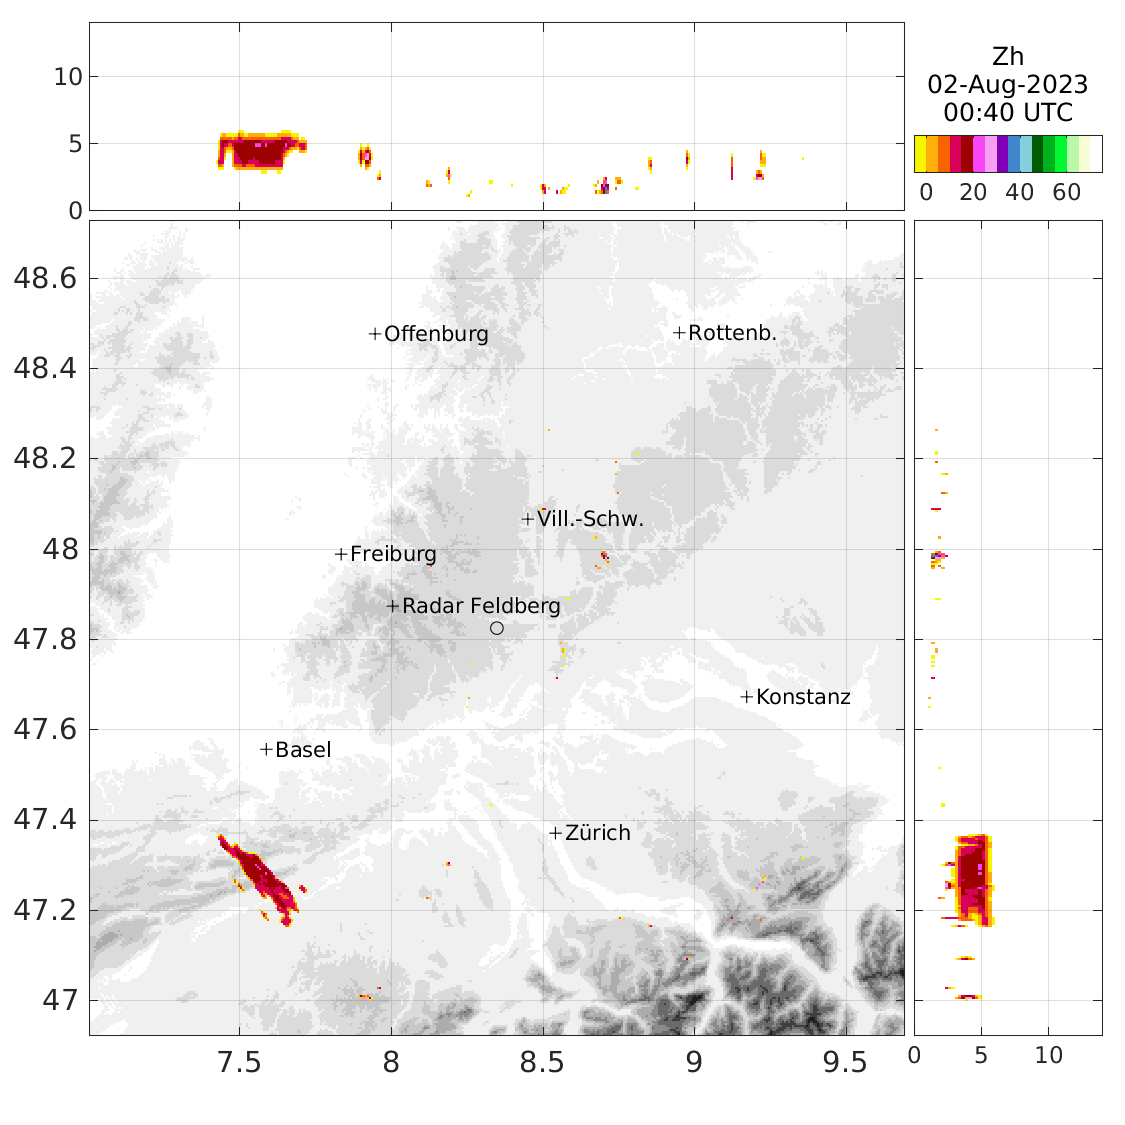 10
5
0
Zh
02-Aug-2023
00:40 UTC
0 20 40 60
48.6
48.4
48.2
48
47.8
47.6
47.4
47.2
47
+Offenburg
+Rottenb.
+Vill.-Schw.
+Freiburg
+Radar Feldberg
+Konstanz
+Basel
+Zürich
7.5 8 8.5 9 9.5
0 5 10